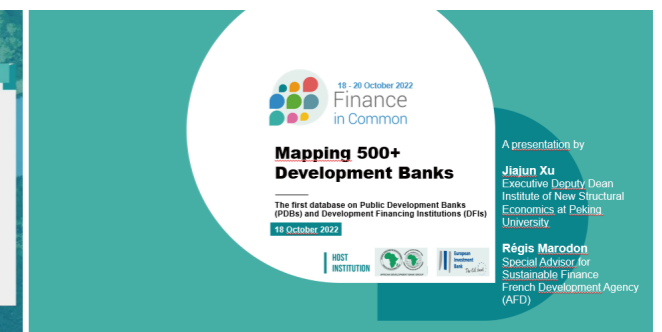 18 - 20 October 2022
Finance
in Common
Mapping 500+
Development Banks
The first database on Public Development Banks
(PDBs) and Development Financing Institutions (DFIs)
18 October 2022
HOST
INSTITUTION
European
Investment
Bank
A presentation by
Jiajun Xu
Executive Deputy Dean
Institute of New Structural
Economics at Peking
University
Régis Marodon
Special Advisor for
Sustainable Finance
French Development Agency
(AFD)